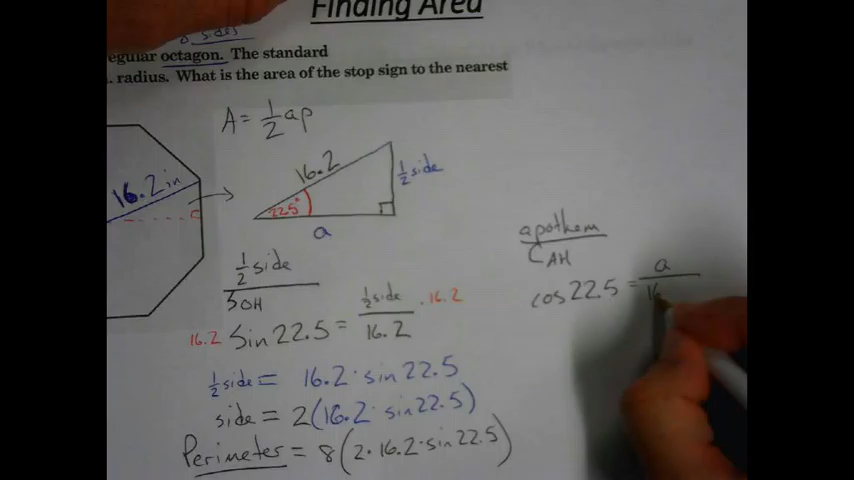 Finding Area
8 sides
egular octagon. The standard
. radius. What is the area of the stop sign to the nearest
A = 1/2 ap
16.2 in
16.2
1/2 side
22.5°
a
1/2 side
SOH
16.2 Sin 22.5 = 1/2 side / 16.2 · 16.2
1/2 side = 16.2 · sin 22.5
side = 2(16.2 · sin 22.5)
Perimeter = 8(2 · 16.2 · sin 22.5)
apothem
CAH
cos 22.5 = a / 16